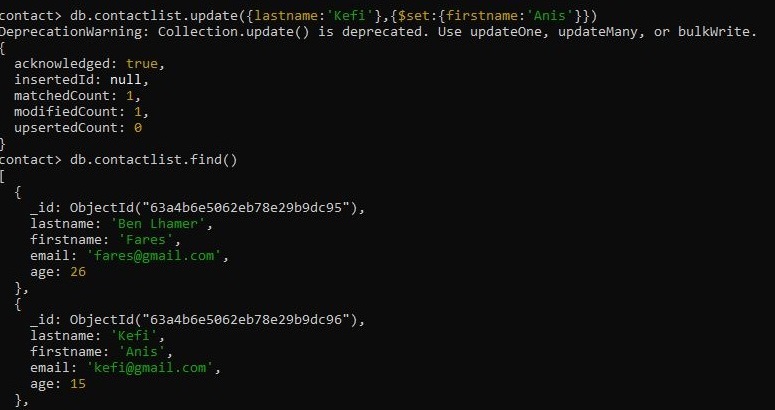 contact> db.contactlist.update({lastname:'Kefi'},{$set:{firstname:'Anis'}})
DeprecationWarning: Collection.update() is deprecated. Use updateOne, updateMany, or bulkWrite.
{
  acknowledged: true,
  insertedId: null,
  matchedCount: 1,
  modifiedCount: 1,
  upsertedCount: 0
}
contact> db.contactlist.find()
[
  {
    _id: ObjectId("63a4b6e5062eb78e29b9dc95"),
    lastname: 'Ben Lhamer',
    firstname: 'Fares',
    email: 'fares@gmail.com',
    age: 26
  },
  {
    _id: ObjectId("63a4b6e5062eb78e29b9dc96"),
    lastname: 'Kefi',
    firstname: 'Anis',
    email: 'kefi@gmail.com',
    age: 15
  },